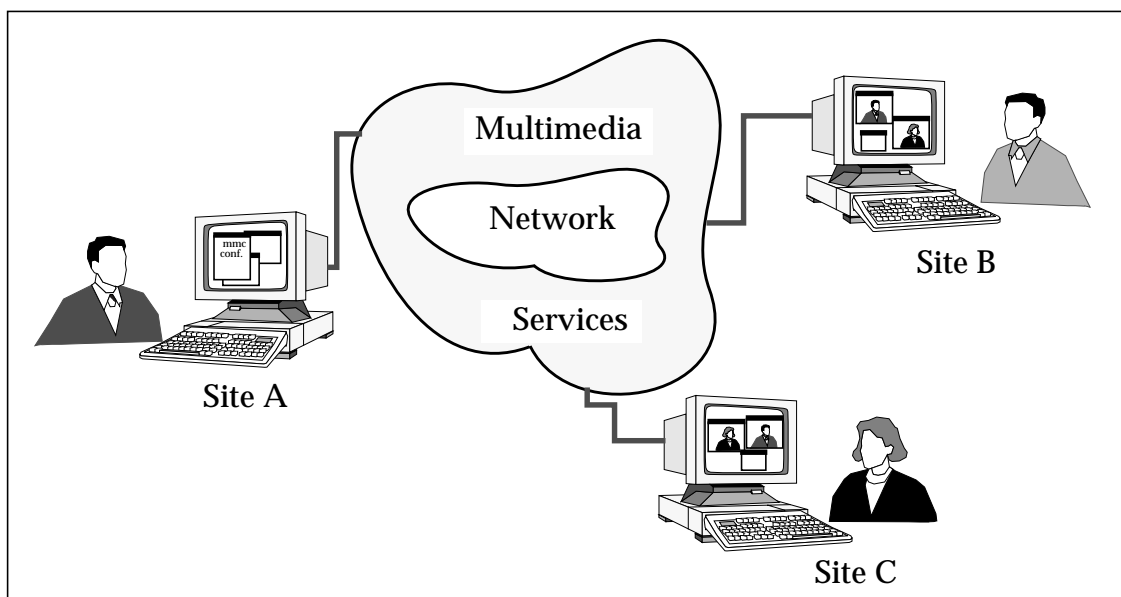 Multimedia
Network
Services
mmc
conf.
Site A
Site B
Site C